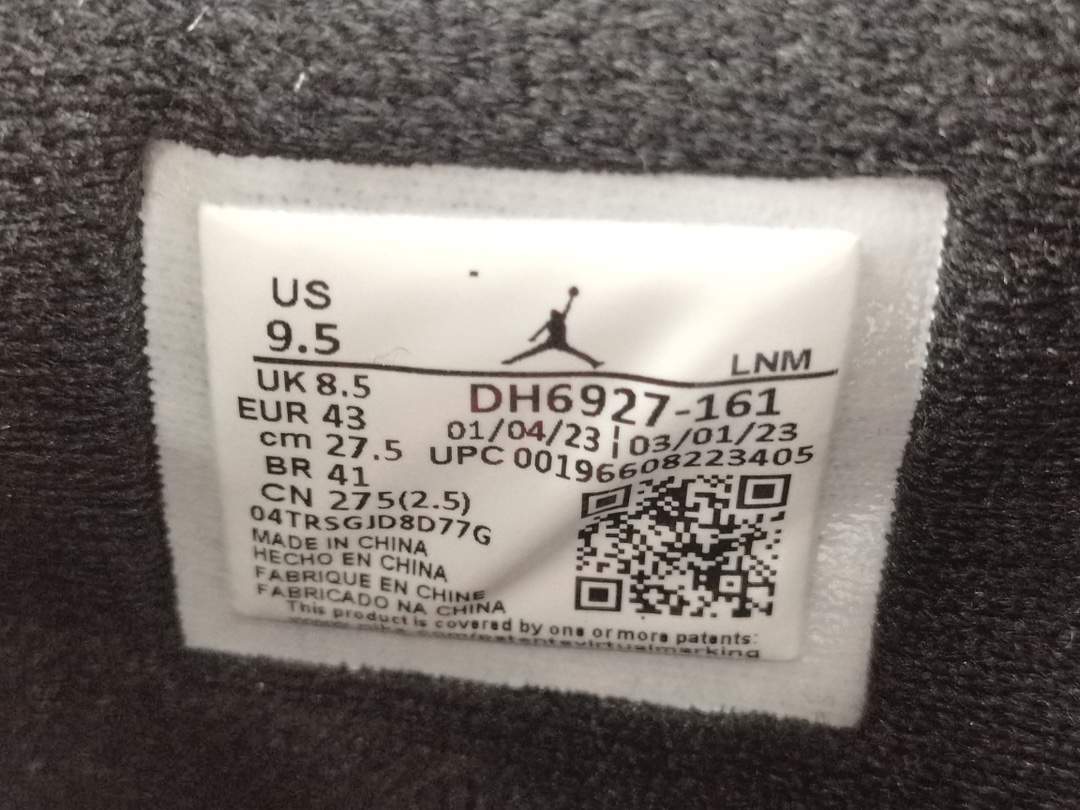 US
9.5
LNM
UK 8.5
EUR 43
cm 27.5
BR 41
CN 275(2.5)
04TRSGJD8D77G
MADE IN CHINA
HECHO EN CHINA
FABRIQUE EN CHINE
FABRICADO NA CHINA
DH6927-161
01/04/23 | 03/01/23
UPC 00196608223405
This product is covered by one or more patents: